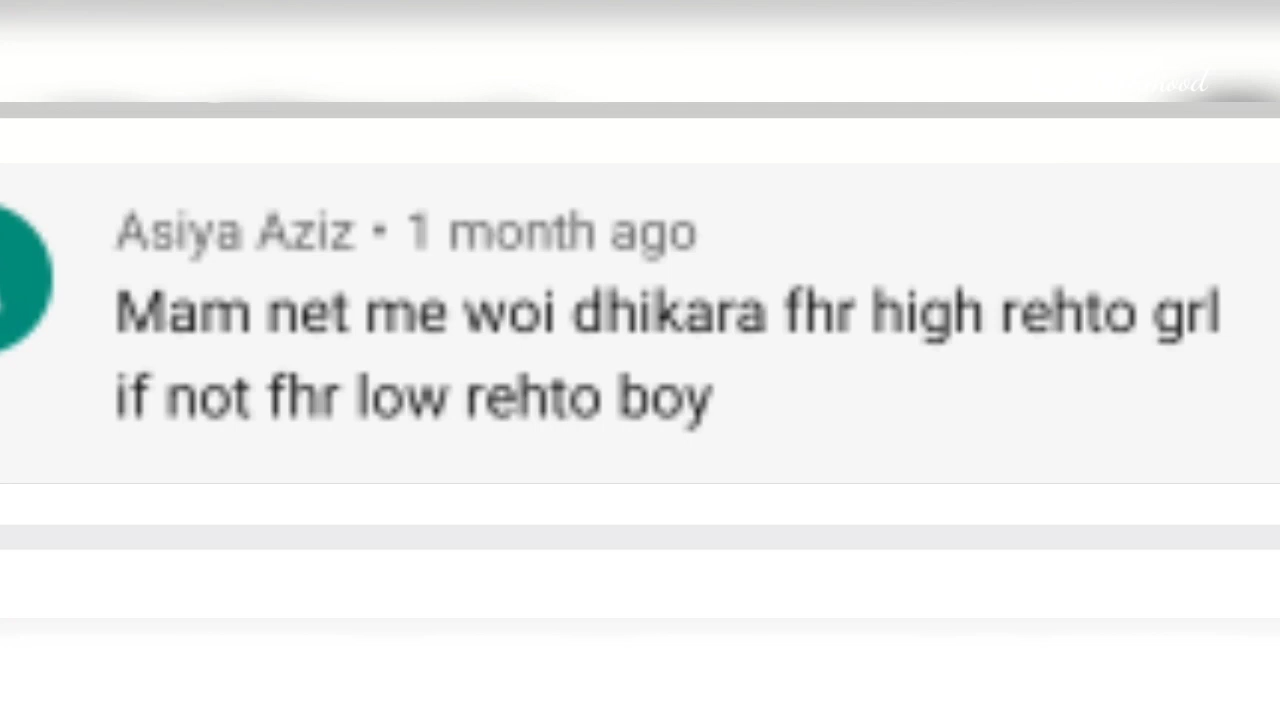 Asiya Aziz • 1 month ago
Mam net me woi dhikara fhr high rehto grl
if not fhr low rehto boy